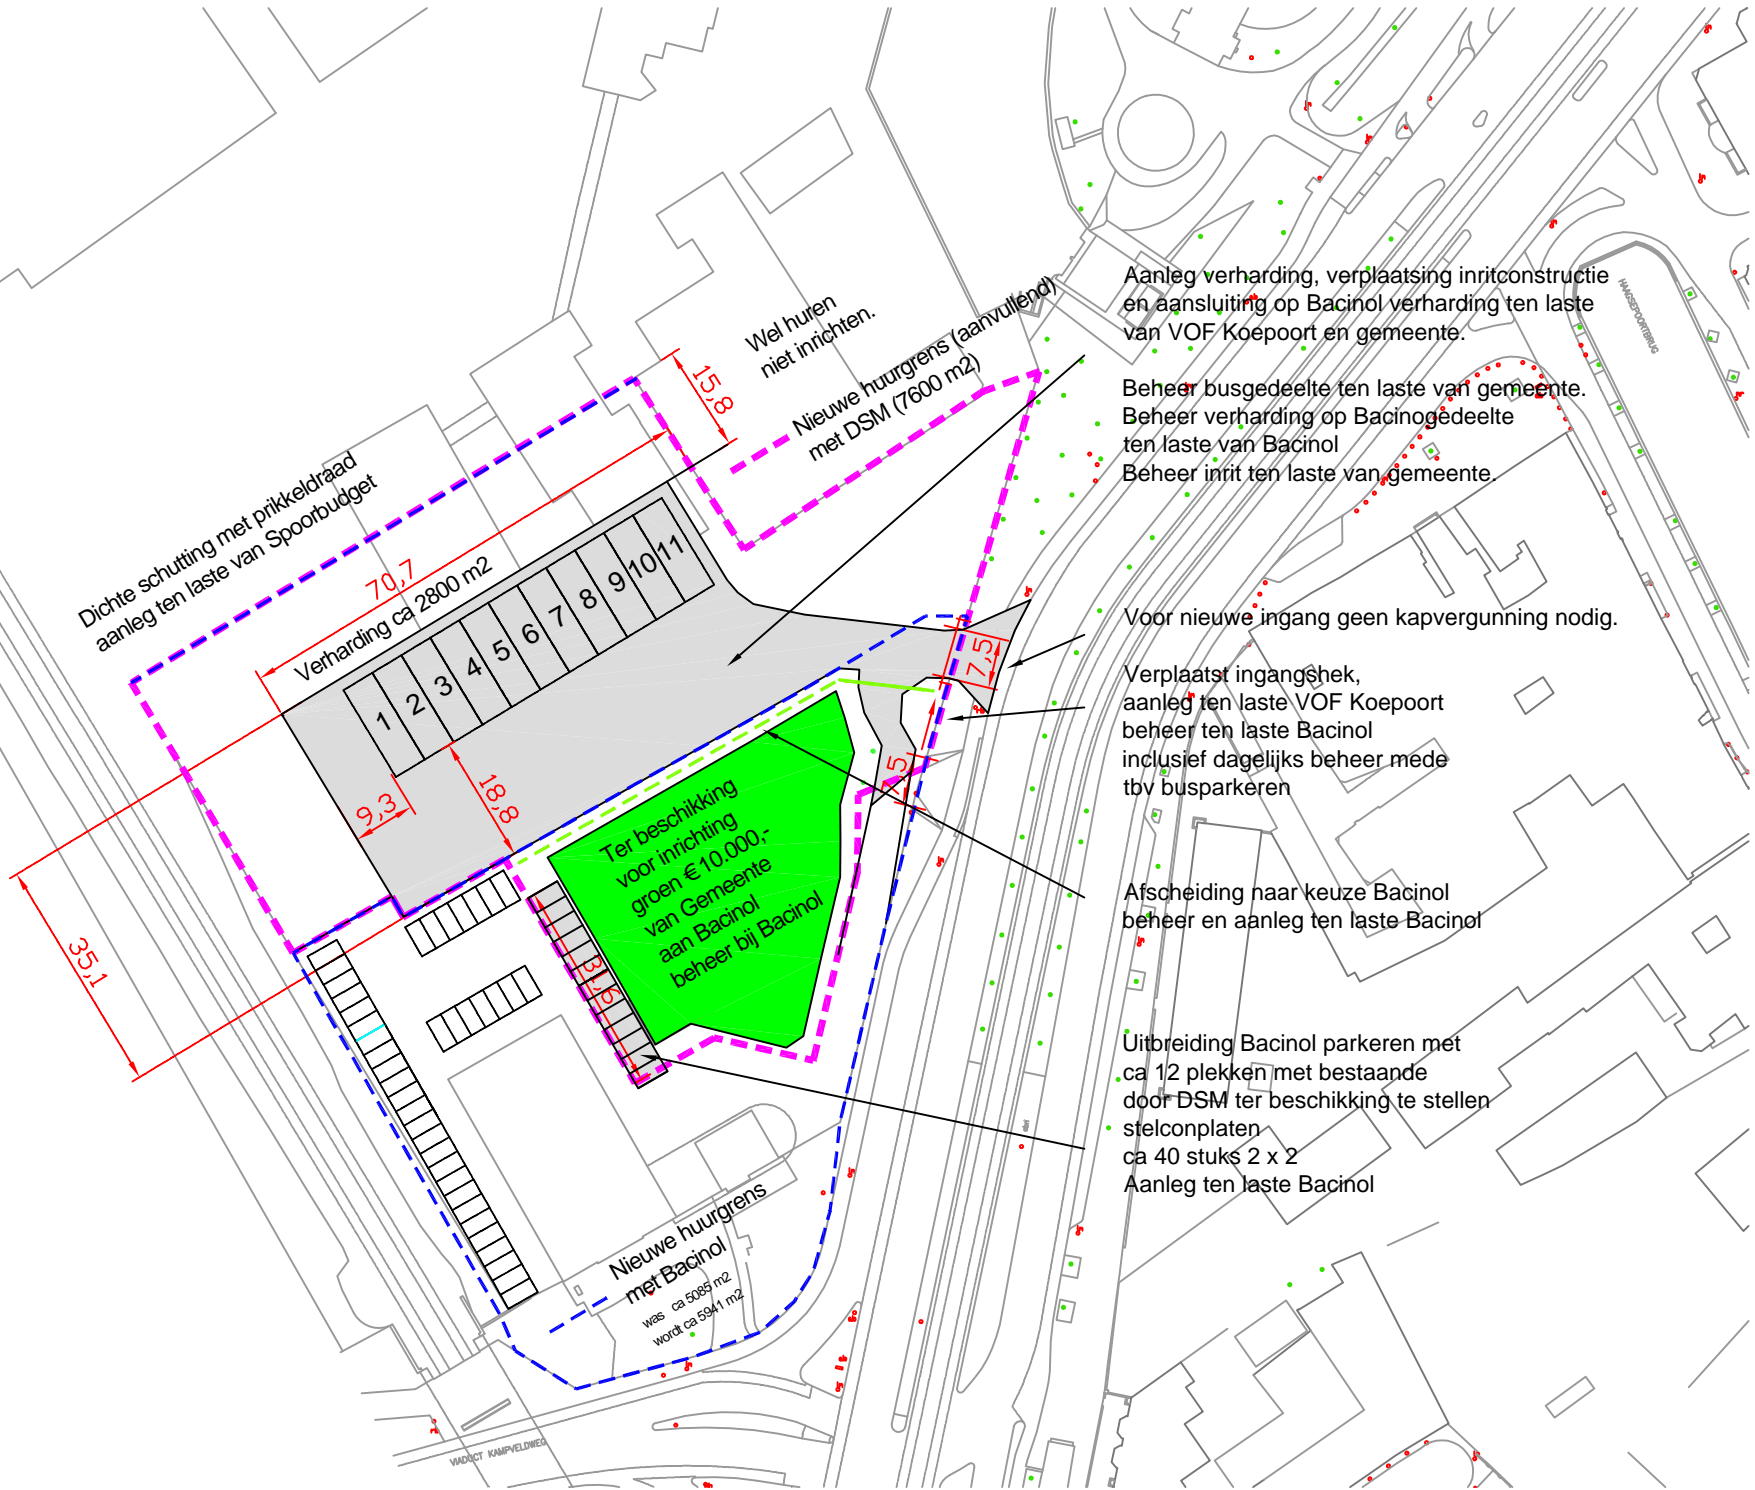 Aanleg verharding, verplaatsing inritconstructie
en aansluiting op Bacinol verharding ten laste
van VOF Koepoort en gemeente.
Beheer busgedeelte ten laste van gemeente.
Beheer verharding op Bacinogedeelte
ten laste van Bacinol
Beheer inrit ten laste van gemeente.
Voor nieuwe ingang geen kapvergunning nodig.
Verplaatst ingangshek,
aanleg ten laste VOF Koepoort
beheer ten laste Bacinol
inclusief dagelijks beheer mede
tbv busparkeren
Afscheiding naar keuze Bacinol
beheer en aanleg ten laste Bacinol
Uitbreiding Bacinol parkeren met
ca 12 plekken met bestaande
door DSM ter beschikking te stellen
stelconplaten
ca 40 stuks 2 x 2
Aanleg ten laste Bacinol
HAAGSEPOORTBRUG
Wel huren
niet inrichten.
Nieuwe huurgrens (aanvullend)
met DSM (7600 m2)
15,8
Dichte schutting met prikkeldraad
aanleg ten laste van Spoorbudget
70,7
Verharding ca 2800 m2
1
2
3
4
5
6
7
8
9
10
11
9,3
18,8
35,1
7,5
7,5
31,6
Ter beschikking
voor inrichting
groen € 10.000,-
van Gemeente
aan Bacinol
beheer bij Bacinol
Nieuwe huurgrens
met Bacinol
was ca 5085 m2
wordt ca 5941 m2
VIADUCT KAMPVELDWEG